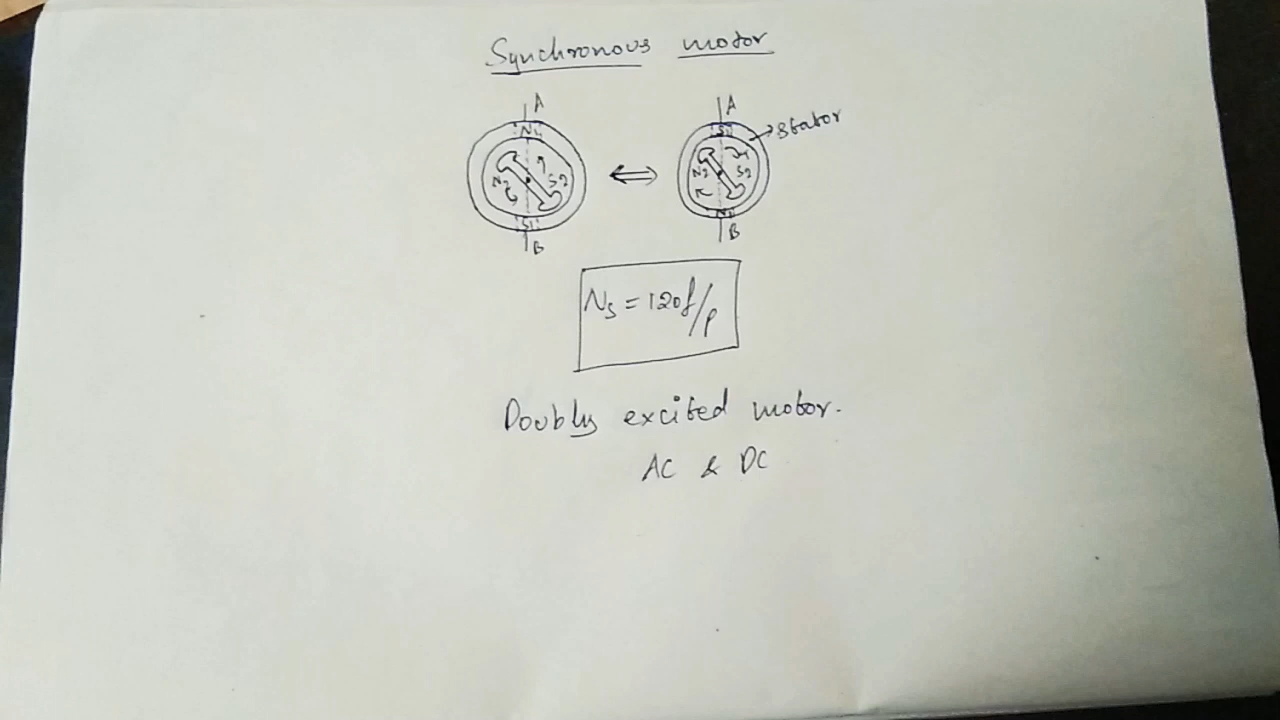 Synchronous motor
A A
N1 S1 → stator
N2 S2 N2 S2
S1 N1
B B
Ns = 120f/p
Doubly excited motor.
AC & DC